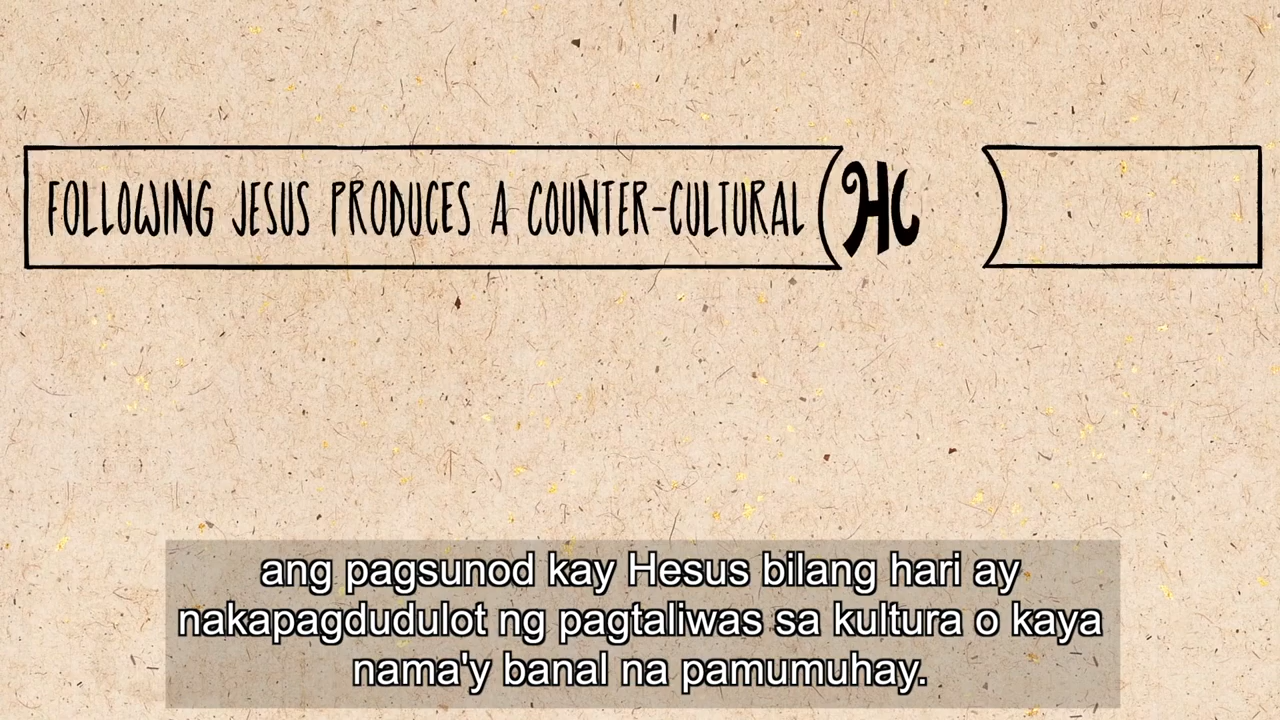 FOLLOWING JESUS PRODUCES A COUNTER-CULTURAL
ang pagsunod kay Hesus bilang hari ay
nakapagdudulot ng pagtaliwas sa kultura o kaya
nama'y banal na pamumuhay.